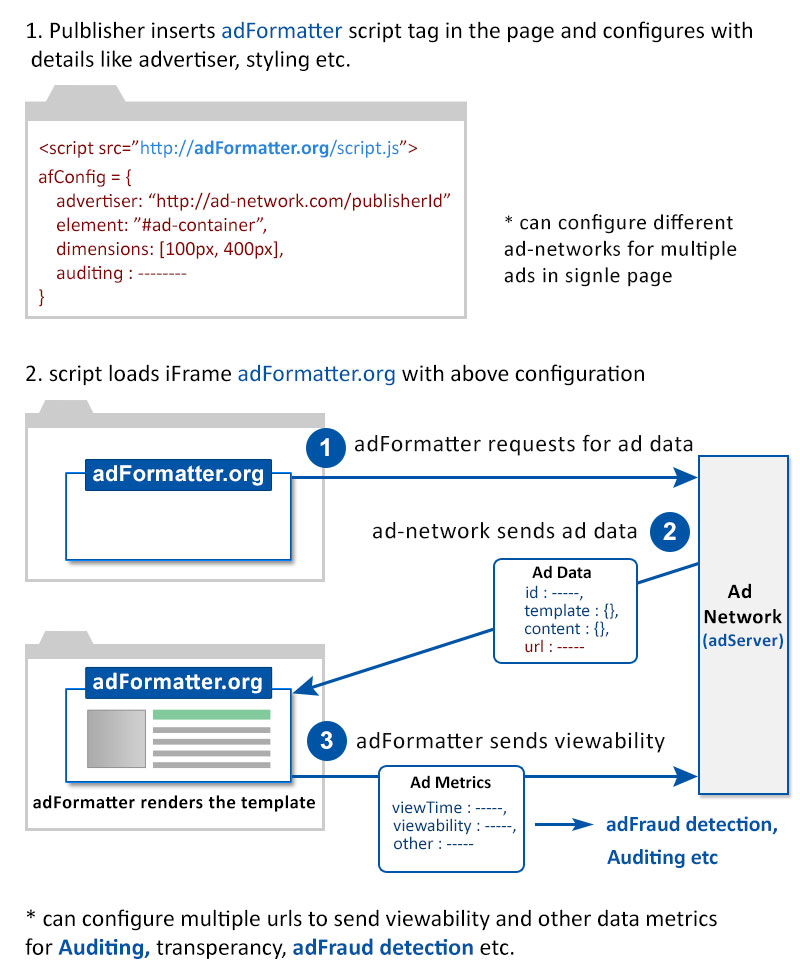 1. Pulblisher inserts adFormatter script tag in the page and configures with
details like advertiser, styling etc.
<script src=”http://adFormatter.org/script.js”>
afConfig = {
advertiser: “http://ad-network.com/publisherId”
element: ”#ad-container”,
dimensions: [100px, 400px],
auditing : --------
}
* can configure different
ad-networks for multiple
ads in signle page
2. script loads iFrame adFormatter.org with above configuration
1 adFormatter requests for ad data
adFormatter.org
ad-network sends ad data 2
Ad Data
id : -----,
template : {},
content : {},
url : -----
Ad
Network
(adServer)
adFormatter.org
3 adFormatter sends viewability
adFormatter renders the template
Ad Metrics
viewTime : -----,
viewability : -----,
other : -----
adFraud detection,
Auditing etc
* can configure multiple urls to send viewability and other data metrics
for Auditing, transperancy, adFraud detection etc.